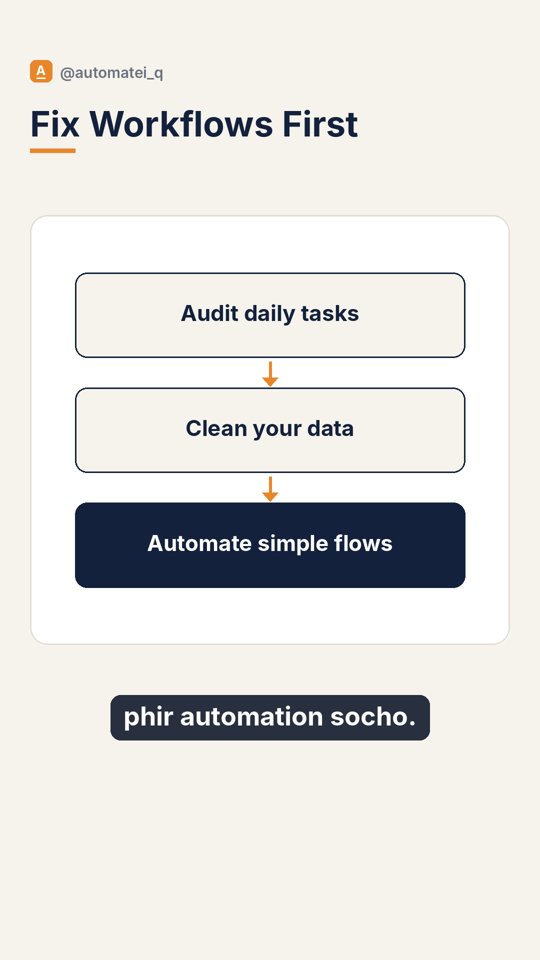 A @automatei_q
Fix Workflows First
Audit daily tasks
Clean your data
Automate simple flows
phir automation socho.